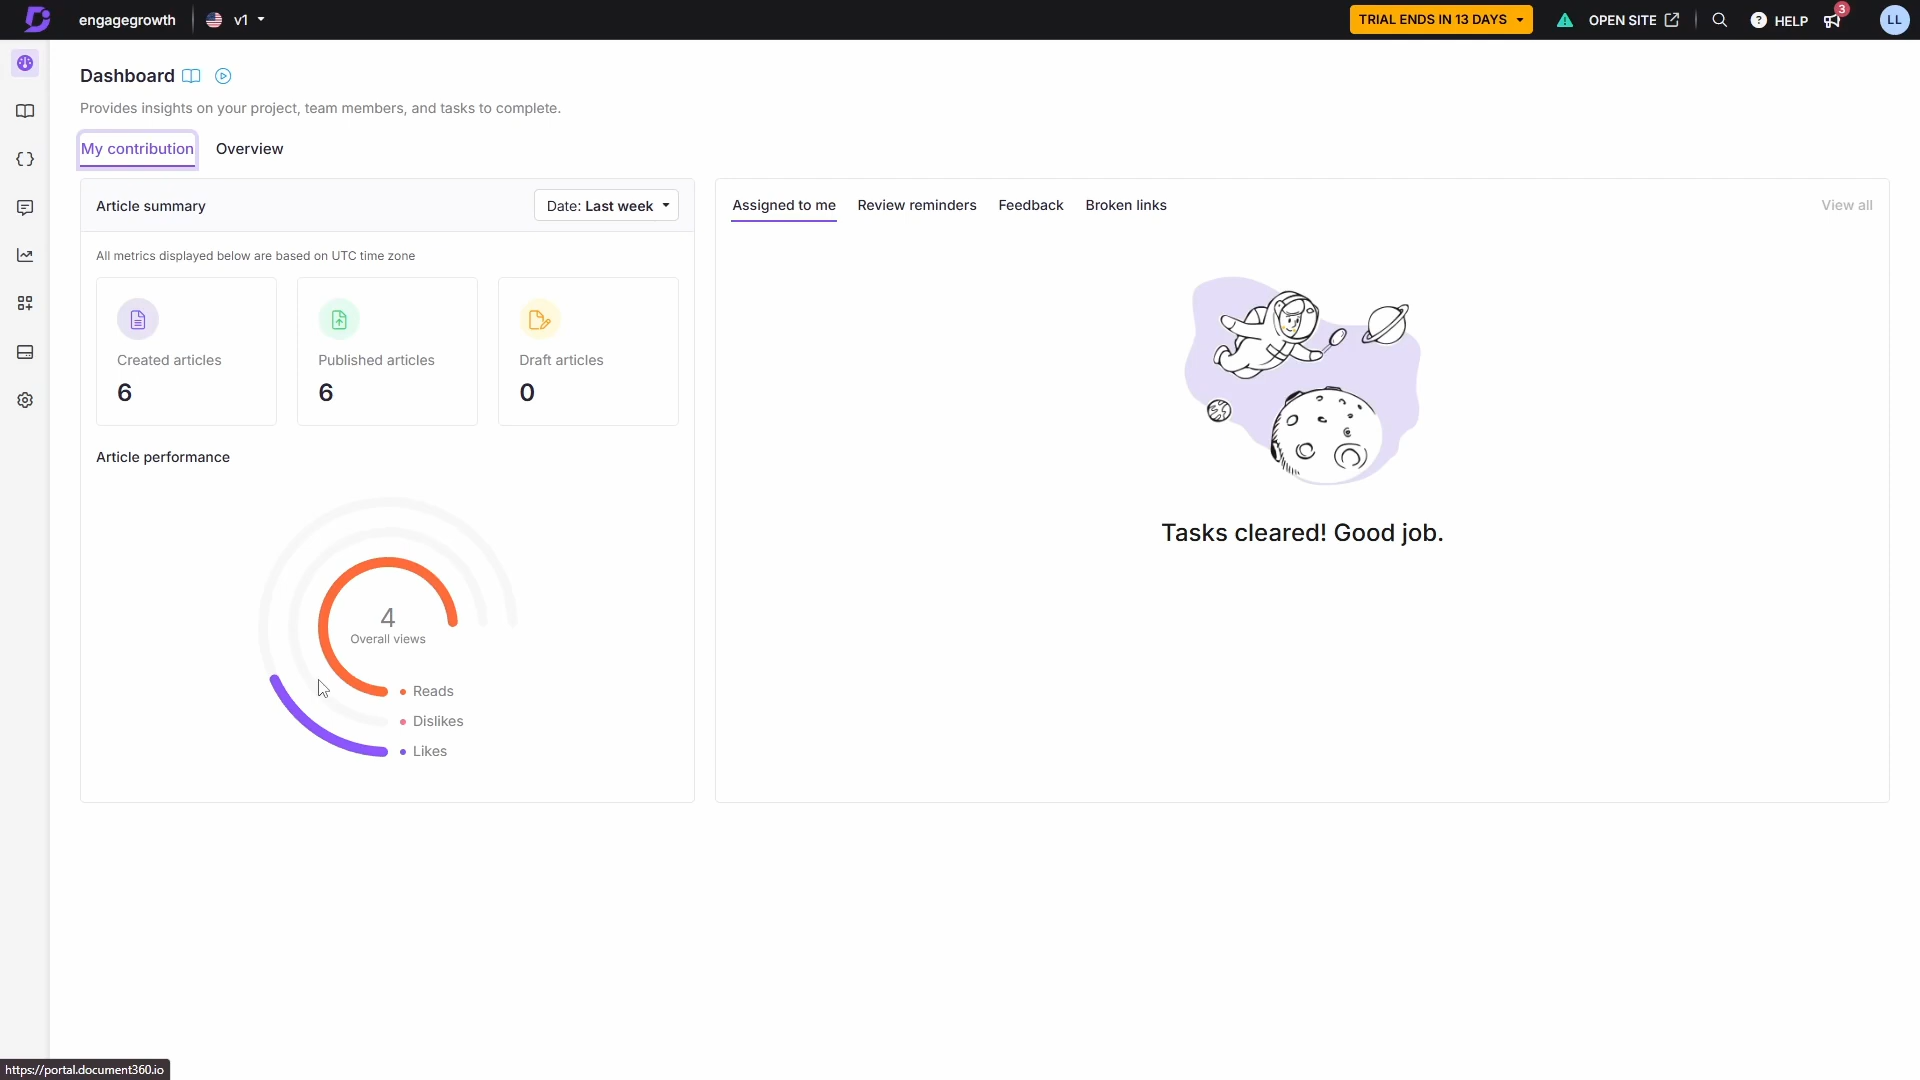 engagegrowth
v1
TRIAL ENDS IN 13 DAYS
OPEN SITE
? HELP
3
LL
Dashboard
Provides insights on your project, team members, and tasks to complete.
My contribution
Overview
Article summary
Date: Last week
All metrics displayed below are based on UTC time zone
Created articles
6
Published articles
6
Draft articles
0
Article performance
4
Overall views
Reads
Dislikes
Likes
Assigned to me
Review reminders
Feedback
Broken links
View all
Tasks cleared! Good job.
https://portal.document360.io